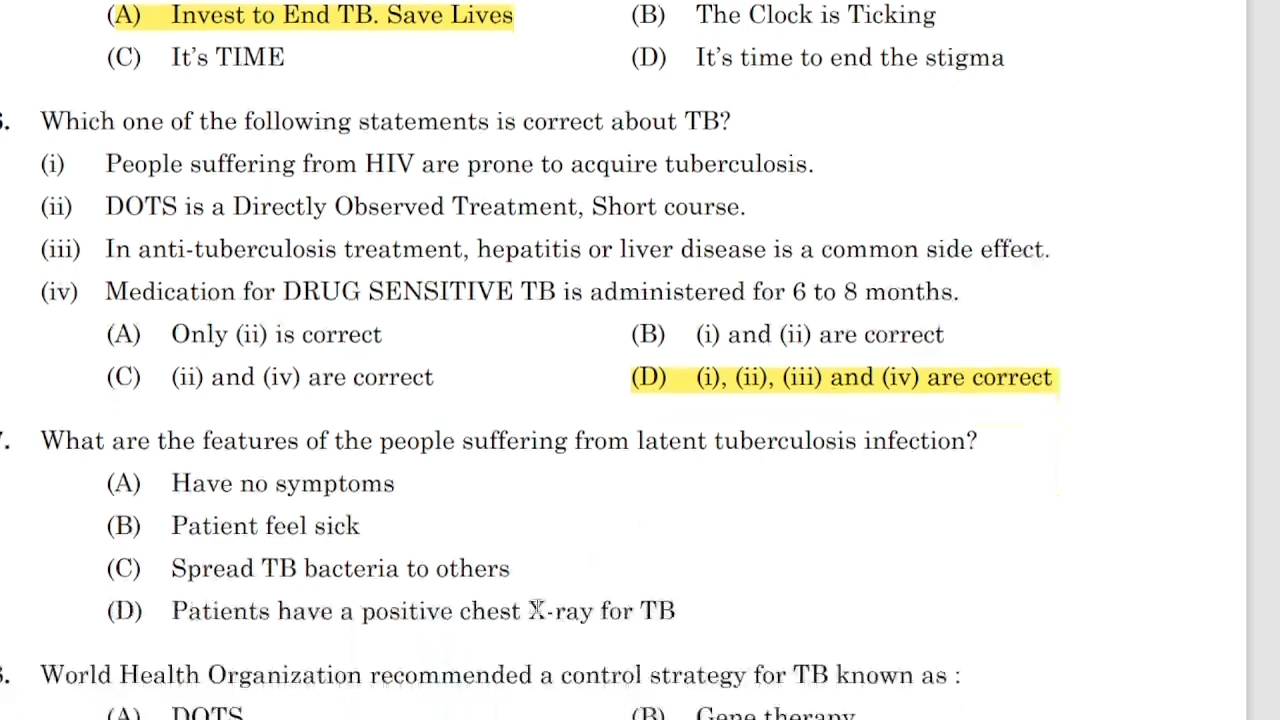 (A) Invest to End TB. Save Lives (B) The Clock is Ticking
(C) It's TIME (D) It's time to end the stigma
. Which one of the following statements is correct about TB?
(i) People suffering from HIV are prone to acquire tuberculosis.
(ii) DOTS is a Directly Observed Treatment, Short course.
(iii) In anti-tuberculosis treatment, hepatitis or liver disease is a common side effect.
(iv) Medication for DRUG SENSITIVE TB is administered for 6 to 8 months.
(A) Only (ii) is correct (B) (i) and (ii) are correct
(C) (ii) and (iv) are correct (D) (i), (ii), (iii) and (iv) are correct
. What are the features of the people suffering from latent tuberculosis infection?
(A) Have no symptoms
(B) Patient feel sick
(C) Spread TB bacteria to others
(D) Patients have a positive chest X-ray for TB
. World Health Organization recommended a control strategy for TB known as :
(A) DOTS (B) Gene therapy